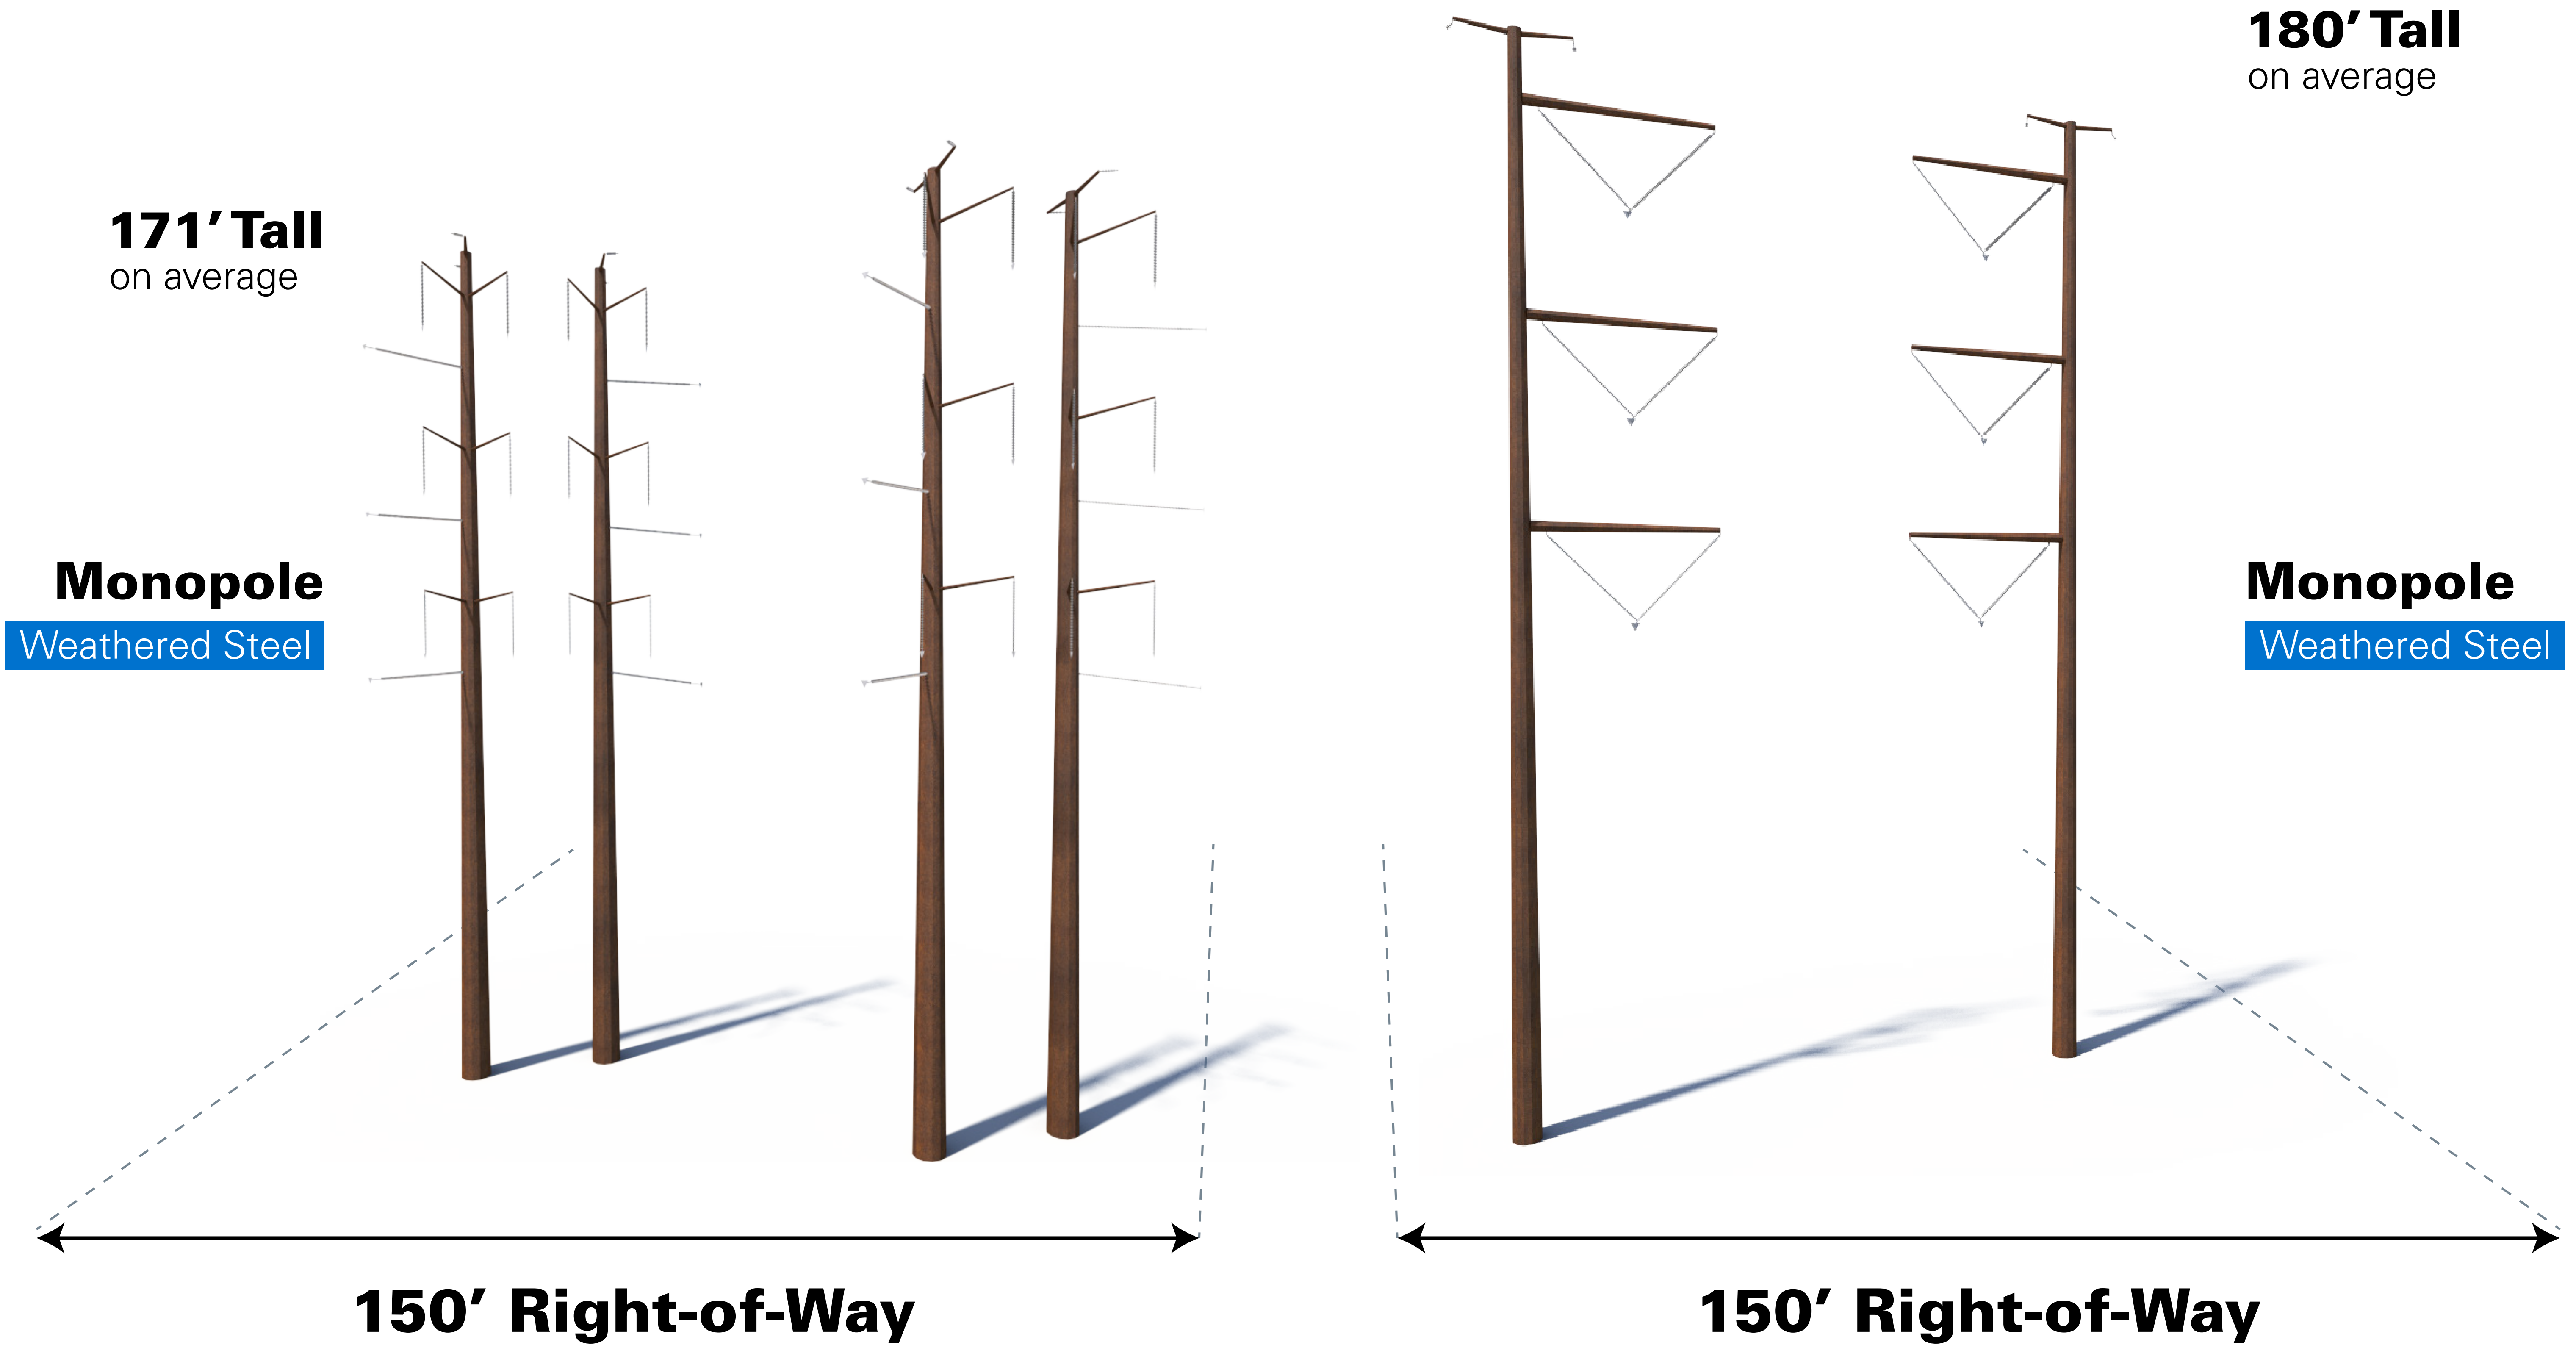 171′ Tall
on average
Monopole
Weathered Steel
150′ Right-of-Way
180′ Tall
on average
Monopole
Weathered Steel
150′ Right-of-Way